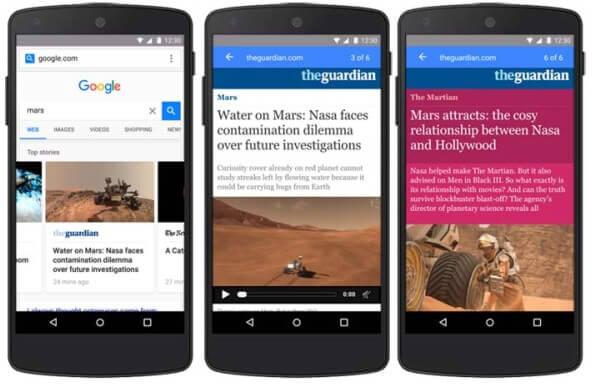 12:30
google.com
Google
mars
WEB IMAGES VIDEOS SHOPPING NEWS
Top stories
theguardian
Water on Mars: Nasa faces
contamination dilemma
over future investigations
24 mins ago
The New
A Cat
27 min
12:30
theguardian.com 3 of 6
theguardian
Mars
Water on Mars: Nasa faces
contamination dilemma
over future investigations
Curiosity rover already on red planet cannot
study streaks left by flowing water because it
could be carrying bugs from Earth
0:00
12:30
theguardian.com 6 of 6
theguardian
The Martian
Mars attracts: the cosy
relationship between Nasa
and Hollywood
Nasa helped make The Martian. But it also
advised on Men in Black III. So what exactly is
its relationship with movies? And can the truth
survive blockbuster blast-off? The agency's
director of planetary science reveals all